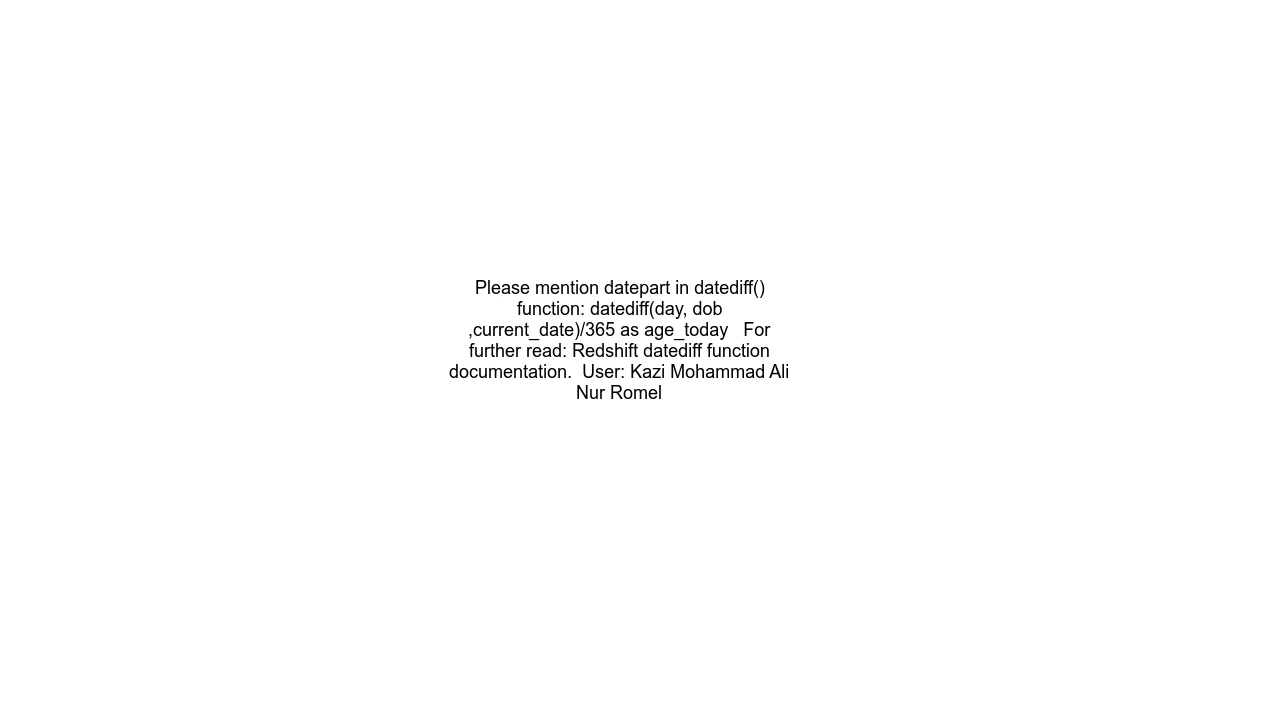 Please mention datepart in datediff()
function: datediff(day, dob
,current_date)/365 as age_today   For
further read: Redshift datediff function
documentation.  User: Kazi Mohammad Ali
Nur Romel